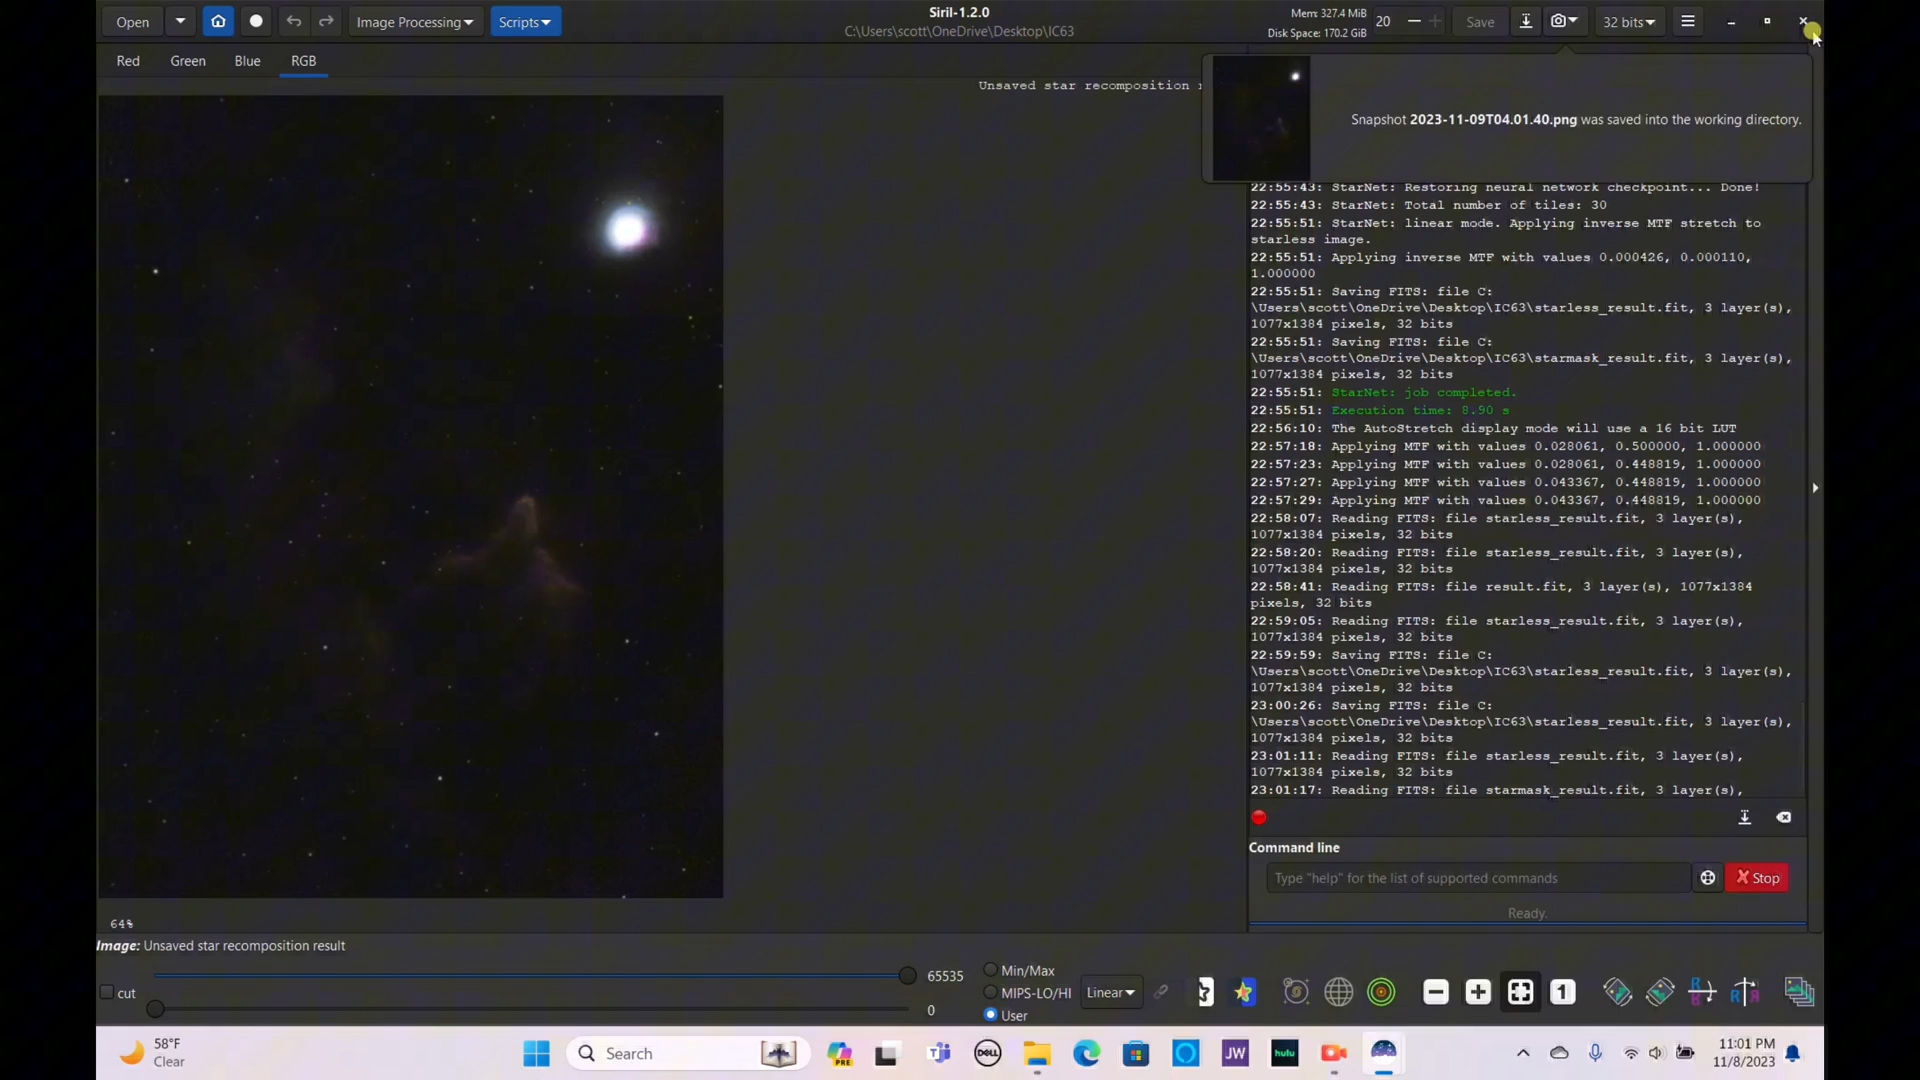 Open
Image Processing
Scripts
Siril-1.2.0
C:\Users\scott\OneDrive\Desktop\IC63
Mem: 327.4 MiB
Disk Space: 170.2 GiB
20
Save
32 bits
Red
Green
Blue
RGB
Unsaved star recomposition
Snapshot 2023-11-09T04.01.40.png was saved into the working directory.
22:55:43: StarNet: Restoring neural network checkpoint... Done!
22:55:43: StarNet: Total number of tiles: 30
22:55:51: StarNet: linear mode. Applying inverse MTF stretch to
starless image.
22:55:51: Applying inverse MTF with values 0.000426, 0.000110,
1.000000
22:55:51: Saving FITS: file C:
\Users\scott\OneDrive\Desktop\IC63\starless_result.fit, 3 layer(s),
1077x1384 pixels, 32 bits
22:55:51: Saving FITS: file C:
\Users\scott\OneDrive\Desktop\IC63\starmask_result.fit, 3 layer(s),
1077x1384 pixels, 32 bits
22:55:51: StarNet: job completed.
22:55:51: Execution time: 8.90 s
22:56:10: The AutoStretch display mode will use a 16 bit LUT
22:57:18: Applying MTF with values 0.028061, 0.500000, 1.000000
22:57:23: Applying MTF with values 0.028061, 0.448819, 1.000000
22:57:27: Applying MTF with values 0.043367, 0.448819, 1.000000
22:57:29: Applying MTF with values 0.043367, 0.448819, 1.000000
22:58:07: Reading FITS: file starless_result.fit, 3 layer(s),
1077x1384 pixels, 32 bits
22:58:20: Reading FITS: file starless_result.fit, 3 layer(s),
1077x1384 pixels, 32 bits
22:58:41: Reading FITS: file result.fit, 3 layer(s), 1077x1384
pixels, 32 bits
22:59:05: Reading FITS: file starless_result.fit, 3 layer(s),
1077x1384 pixels, 32 bits
22:59:59: Saving FITS: file C:
\Users\scott\OneDrive\Desktop\IC63\starless_result.fit, 3 layer(s),
1077x1384 pixels, 32 bits
23:00:26: Saving FITS: file C:
\Users\scott\OneDrive\Desktop\IC63\starless_result.fit, 3 layer(s),
1077x1384 pixels, 32 bits
23:01:11: Reading FITS: file starless_result.fit, 3 layer(s),
1077x1384 pixels, 32 bits
23:01:17: Reading FITS: file starmask_result.fit, 3 layer(s),
Command line
Type "help" for the list of supported commands
Stop
Ready.
64%
Image: Unsaved star recomposition result
cut
65535
0
Min/Max
MIPS-LO/HI
User
Linear
1
58°F
Clear
Search
PRE
DELL
JW
hulu
11:01 PM
11/8/2023